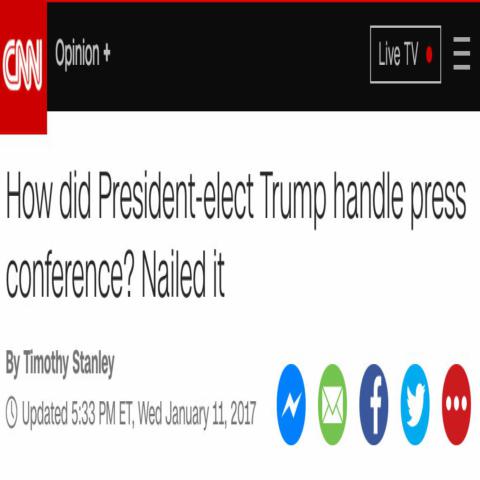 CNN Opinion + Live TV
How did President-elect Trump handle press
conference? Nailed it
By Timothy Stanley
Updated 5:33 PM ET, Wed January 11, 2017